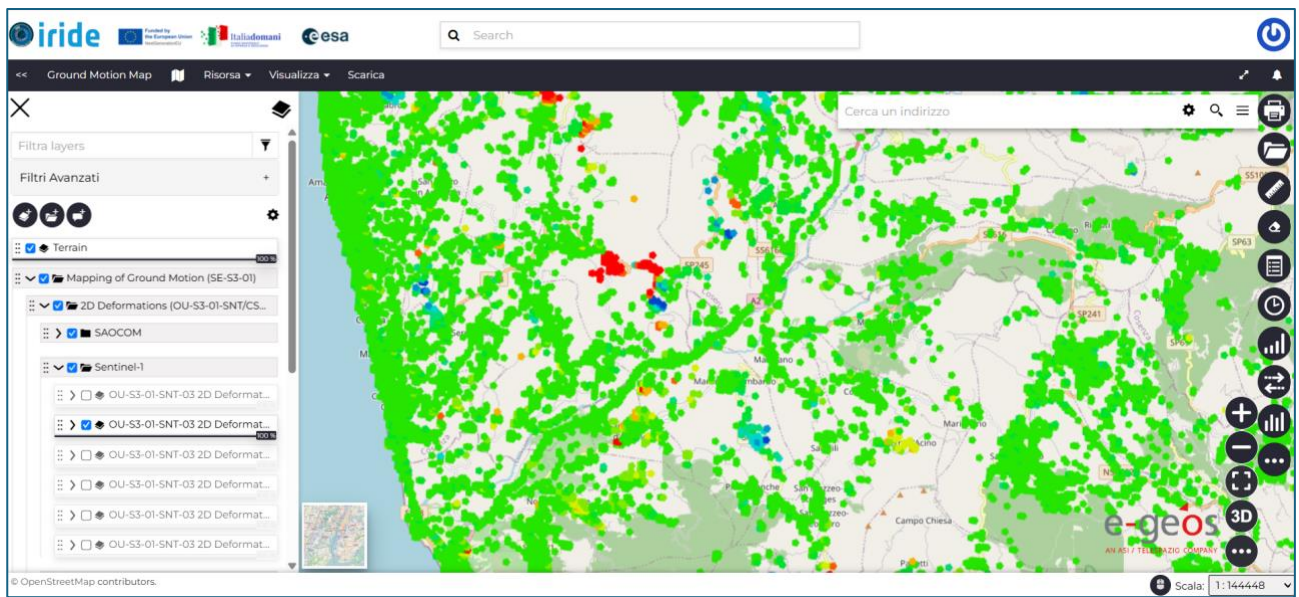 iride
Funded by
the European Union
NextGenerationEU
Italiadomani
esa
Search
<< Ground Motion Map Risorsa Visualizza Scarica
Cerca un indirizzo
Filtra layers
Filtri Avanzati +
Terrain
100 %
Mapping of Ground Motion (SE-S3-01)
2D Deformations (OU-S3-01-SNT/CS...
SAOCOM
Sentinel-1
OU-S3-01-SNT-03 2D Deformat...
OU-S3-01-SNT-03 2D Deformat...
100 %
OU-S3-01-SNT-03 2D Deformat...
OU-S3-01-SNT-03 2D Deformat...
OU-S3-01-SNT-03 2D Deformat...
OU-S3-01-SNT-03 2D Deformat...
SP63
SP245
A2
SP241
Campo Chiesa
3D
e-geos
AN ASI / TELESPAZIO COMPANY
© OpenStreetMap contributors.
Scala: 1 : 144448